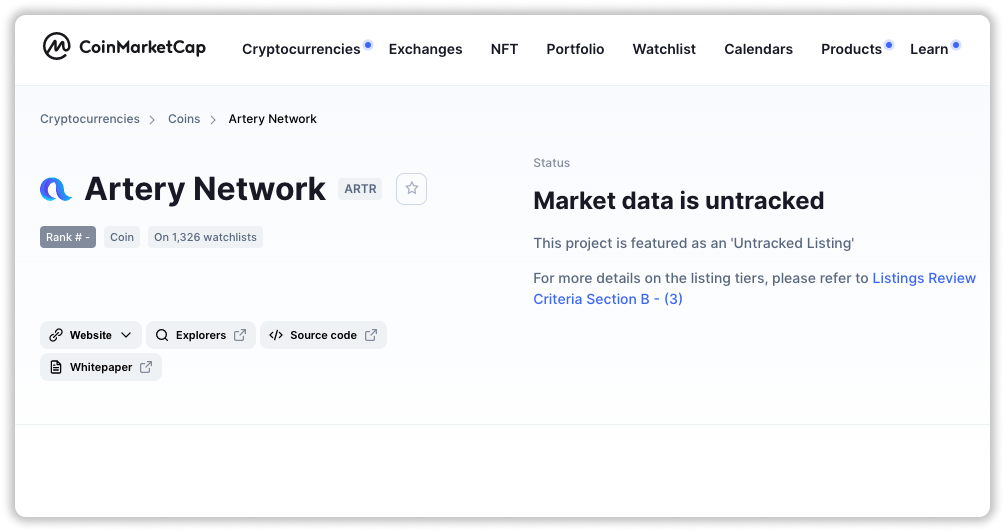 CoinMarketCap Cryptocurrencies Exchanges NFT Portfolio Watchlist Calendars Products Learn
Cryptocurrencies > Coins > Artery Network
Status
Artery Network ARTR
Market data is untracked
Rank # - Coin On 1,326 watchlists
This project is featured as an 'Untracked Listing'
For more details on the listing tiers, please refer to Listings Review
Criteria Section B - (3)
Website Explorers Source code
Whitepaper